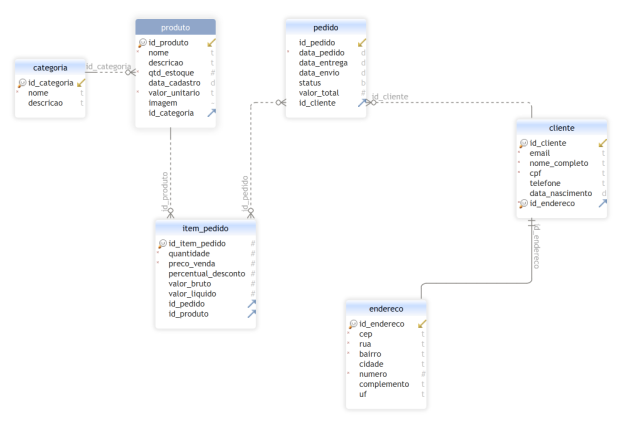 produto
id_produto
* nome t
descricao t
qtd_estoque #
data_cadastro d
* valor_unitario t
imagem ~
id_categoria
pedido
id_pedido
* data_pedido d
data_entrega d
data_envio d
status b
valor_total #
id_cliente
categoria
id_categoria
* nome t
descricao t
id_categoria
id_cliente
cliente
id_cliente
* email t
* nome_completo t
* cpf t
telefone t
data_nascimento d
* id_endereco
id_produto
id_pedido
item_pedido
id_item_pedido #
* quantidade #
* preco_venda #
percentual_desconto #
valor_bruto #
valor_liquido #
id_pedido
id_produto
id_endereco
endereco
id_endereco
* cep t
* rua t
* bairro t
cidade t
* numero #
complemento t
uf t